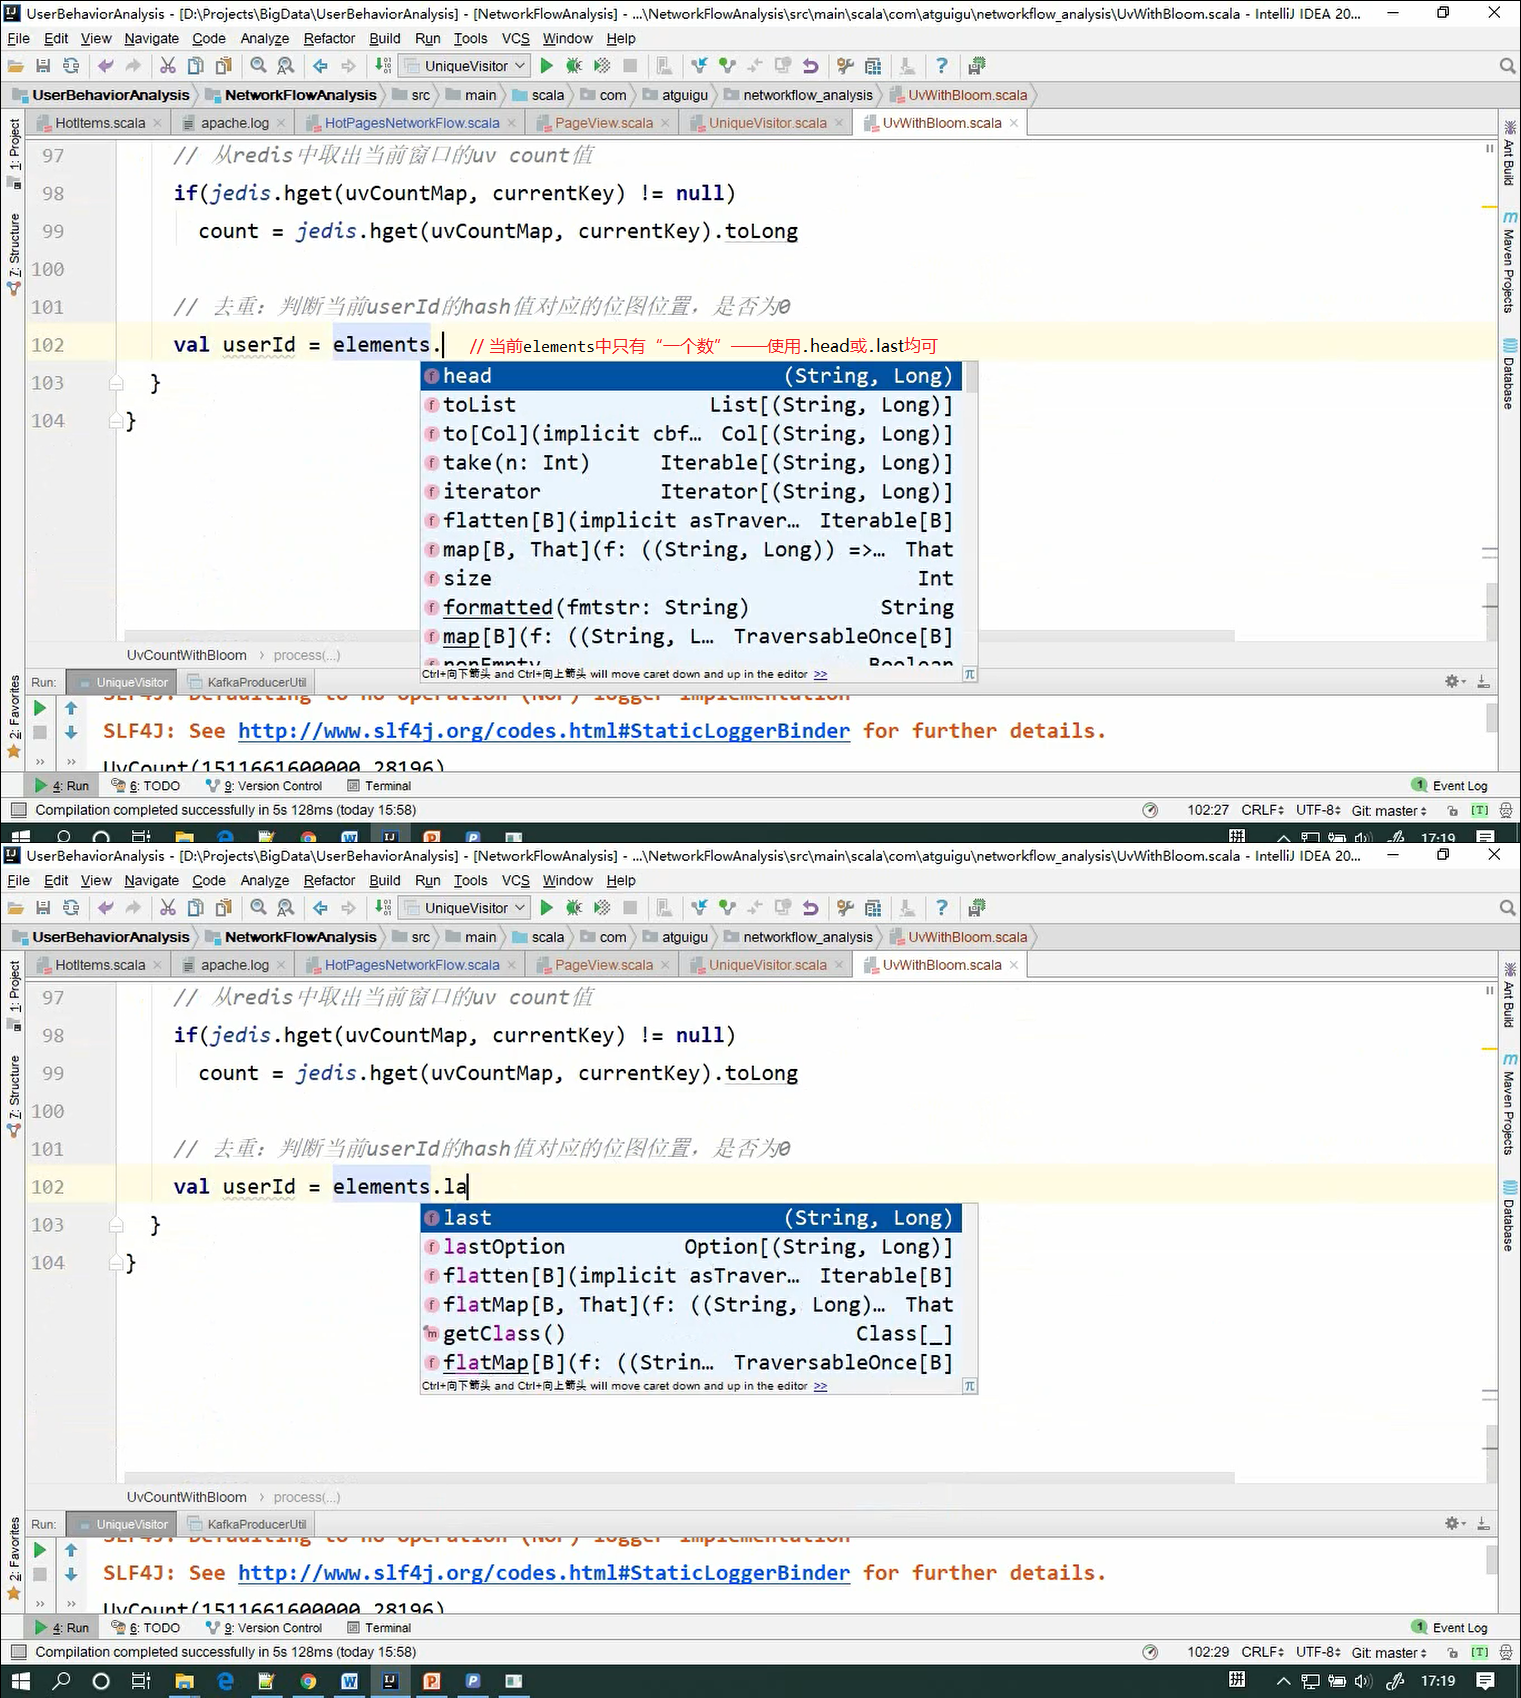 UserBehaviorAnalysis - [D:\Projects\BigData\UserBehaviorAnalysis] - [NetworkFlowAnalysis] - ...\NetworkFlowAnalysis\src\main\scala\com\atguigu\networkflow_analysis\UvWithBloom.scala - IntelliJ IDEA 20...
File Edit View Navigate Code Analyze Refactor Build Run Tools VCS Window Help
UniqueVisitor
UserBehaviorAnalysis NetworkFlowAnalysis src main scala com atguigu networkflow_analysis UvWithBloom.scala
HotItems.scala apache.log HotPagesNetworkFlow.scala PageView.scala UniqueVisitor.scala UvWithBloom.scala
1: Project
7: Structure
2: Favorites
Ant Build
Maven Projects
Database
97 // 从redis中取出当前窗口的uv count值
98 if(jedis.hget(uvCountMap, currentKey) != null)
99 count = jedis.hget(uvCountMap, currentKey).toLong
100
101 // 去重：判断当前userId的hash值对应的位图位置，是否为0
102 val userId = elements. // 当前elements中只有“一个数”——使用.head或.last均可
103 }
104 }
head (String, Long)
toList List[(String, Long)]
to[Col](implicit cbf… Col[(String, Long)]
take(n: Int) Iterable[(String, Long)]
iterator Iterator[(String, Long)]
flatten[B](implicit asTraver… Iterable[B]
map[B, That](f: ((String, Long)) =>… That
size Int
formatted(fmtstr: String) String
map[B](f: ((String, L… TraversableOnce[B]
nonEmpty Boolean
Ctrl+向下箭头 and Ctrl+向上箭头 will move caret down and up in the editor >> π
UvCountWithBloom › process(...)
Run: UniqueVisitor KafkaProducerUtil
SLF4J: Defaulting to no-operation (NOP) logger implementation
SLF4J: See http://www.slf4j.org/codes.html#StaticLoggerBinder for further details.
UvCount(1511661600000,28196)
4: Run 6: TODO 9: Version Control Terminal 1 Event Log
Compilation completed successfully in 5s 128ms (today 15:58) 102:27 CRLF UTF-8 Git: master [T]
拼 17:19
UserBehaviorAnalysis - [D:\Projects\BigData\UserBehaviorAnalysis] - [NetworkFlowAnalysis] - ...\NetworkFlowAnalysis\src\main\scala\com\atguigu\networkflow_analysis\UvWithBloom.scala - IntelliJ IDEA 20...
File Edit View Navigate Code Analyze Refactor Build Run Tools VCS Window Help
UniqueVisitor
UserBehaviorAnalysis NetworkFlowAnalysis src main scala com atguigu networkflow_analysis UvWithBloom.scala
HotItems.scala apache.log HotPagesNetworkFlow.scala PageView.scala UniqueVisitor.scala UvWithBloom.scala
1: Project
7: Structure
2: Favorites
Ant Build
Maven Projects
Database
97 // 从redis中取出当前窗口的uv count值
98 if(jedis.hget(uvCountMap, currentKey) != null)
99 count = jedis.hget(uvCountMap, currentKey).toLong
100
101 // 去重：判断当前userId的hash值对应的位图位置，是否为0
102 val userId = elements.la
103 }
104 }
last (String, Long)
lastOption Option[(String, Long)]
flatten[B](implicit asTraver… Iterable[B]
flatMap[B, That](f: ((String, Long)… That
getClass() Class[_]
flatMap[B](f: ((Strin… TraversableOnce[B]
Ctrl+向下箭头 and Ctrl+向上箭头 will move caret down and up in the editor >> π
UvCountWithBloom › process(...)
Run: UniqueVisitor KafkaProducerUtil
SLF4J: Defaulting to no-operation (NOP) logger implementation
SLF4J: See http://www.slf4j.org/codes.html#StaticLoggerBinder for further details.
UvCount(1511661600000,28196)
4: Run 6: TODO 9: Version Control Terminal 1 Event Log
Compilation completed successfully in 5s 128ms (today 15:58) 102:29 CRLF UTF-8 Git: master [T]
拼 17:19